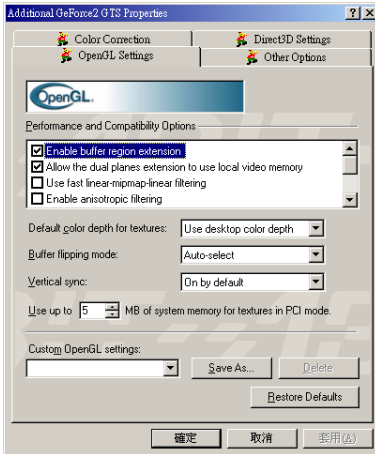 Additional GeForce2 GTS Properties
Color Correction
Direct3D Settings
OpenGL Settings
Other Options
OpenGL.
Performance and Compatibility Options
Enable buffer region extension
Allow the dual planes extension to use local video memory
Use fast linear-mipmap-linear filtering
Enable anisotropic filtering
Default color depth for textures: Use desktop color depth
Buffer flipping mode: Auto-select
Vertical sync: On by default
Use up to 5 MB of system memory for textures in PCI mode.
Custom OpenGL settings:
Save As... Delete
Restore Defaults
確定 取消 套用(A)